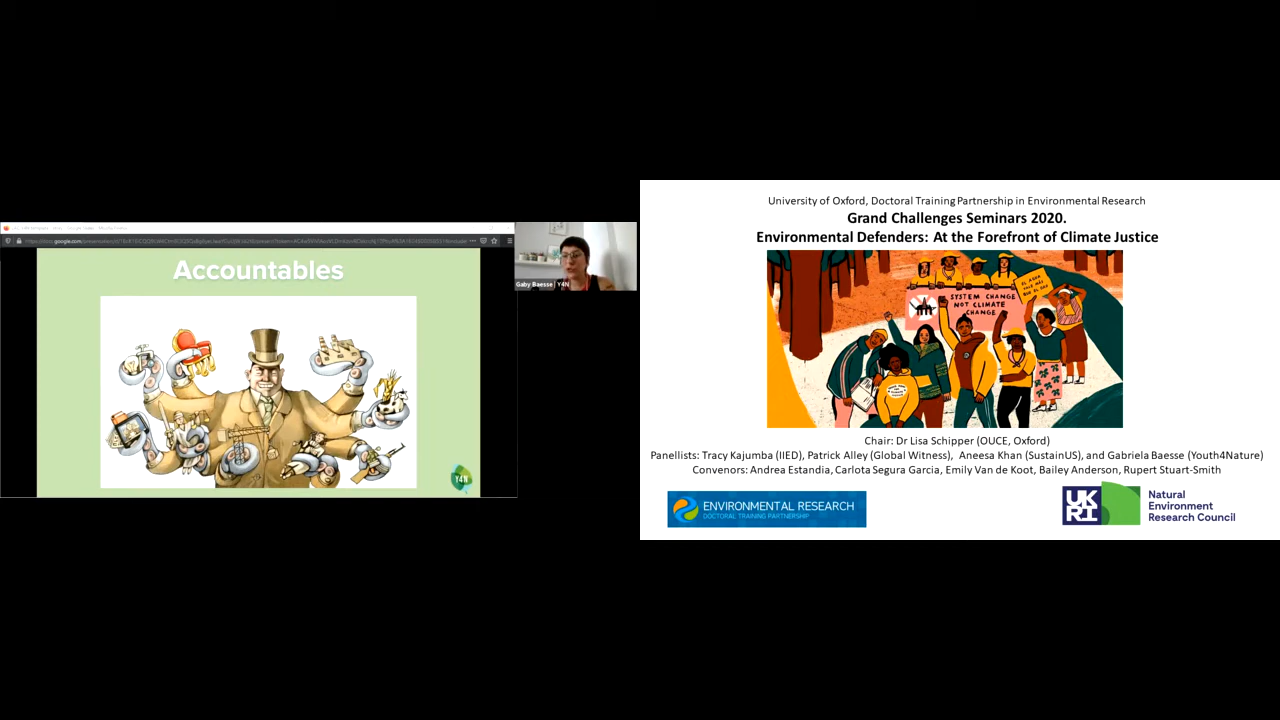 Accountables
Gaby Baesse | Y4N
Y4N
University of Oxford, Doctoral Training Partnership in Environmental Research
Grand Challenges Seminars 2020.
Environmental Defenders: At the Forefront of Climate Justice
SYSTEM CHANGE
NOT CLIMATE
CHANGE
Chair: Dr Lisa Schipper (OUCE, Oxford)
Panellists: Tracy Kajumba (IIED), Patrick Alley (Global Witness), Aneesa Khan (SustainUS), and Gabriela Baesse (Youth4Nature)
Convenors: Andrea Estandia, Carlota Segura Garcia, Emily Van de Koot, Bailey Anderson, Rupert Stuart-Smith
ENVIRONMENTAL RESEARCH
DOCTORAL TRAINING PARTNERSHIP
UK
RI
Natural
Environment
Research Council